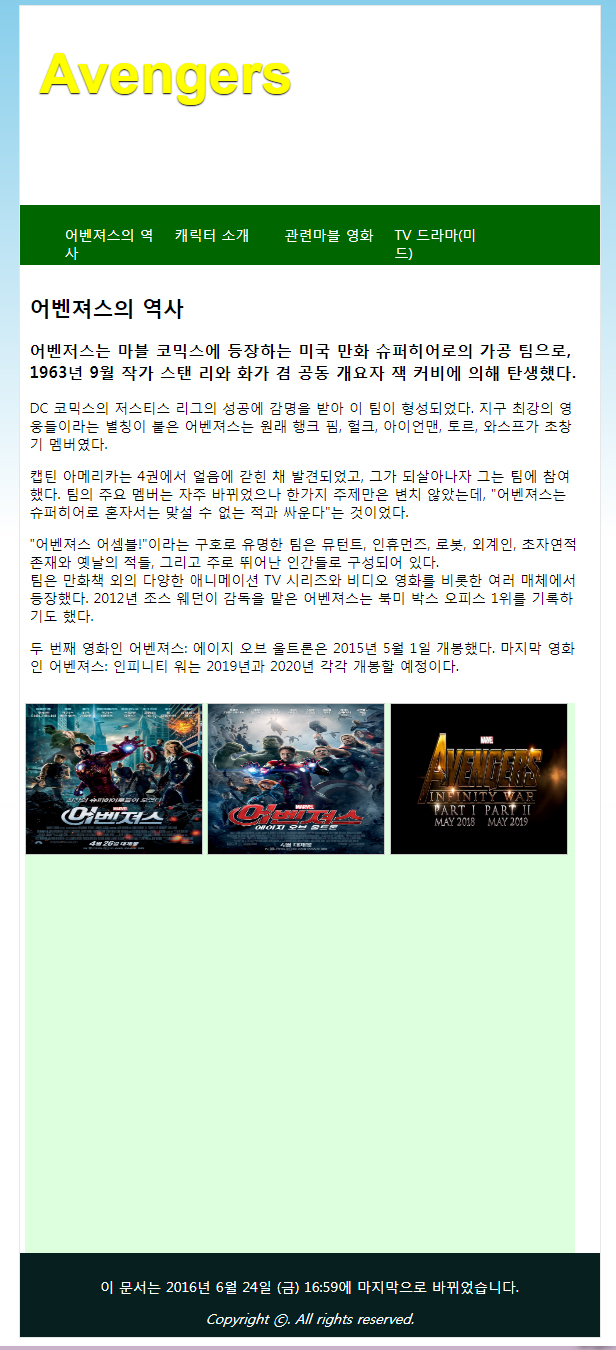 Avengers
어벤져스의 역
사
캐릭터 소개
관련마블 영화
TV 드라마(미
드)
어벤져스의 역사
어벤저스는 마블 코믹스에 등장하는 미국 만화 슈퍼히어로의 가공 팀으로,
1963년 9월 작가 스탠 리와 화가 겸 공동 개요자 잭 커비에 의해 탄생했다.
DC 코믹스의 저스티스 리그의 성공에 감명을 받아 이 팀이 형성되었다. 지구 최강의 영
웅들이라는 별칭이 붙은 어벤져스는 원래 행크 핌, 헐크, 아이언맨, 토르, 와스프가 초창
기 멤버였다.
캡틴 아메리카는 4권에서 얼음에 갇힌 채 발견되었고, 그가 되살아나자 그는 팀에 참여
했다. 팀의 주요 멤버는 자주 바뀌었으나 한가지 주제만은 변치 않았는데, "어벤져스는
슈퍼히어로 혼자서는 맞설 수 없는 적과 싸운다"는 것이었다.
"어벤져스 어셈블!"이라는 구호로 유명한 팀은 뮤턴트, 인휴먼즈, 로봇, 외계인, 초자연적
존재와 옛날의 적들, 그리고 주로 뛰어난 인간들로 구성되어 있다.
팀은 만화책 외의 다양한 애니메이션 TV 시리즈와 비디오 영화를 비롯한 여러 매체에서
등장했다. 2012년 조스 웨던이 감독을 맡은 어벤져스는 북미 박스 오피스 1위를 기록하
기도 했다.
두 번째 영화인 어벤져스: 에이지 오브 울트론은 2015년 5월 1일 개봉했다. 마지막 영화
인 어벤져스: 인피니티 워는 2019년과 2020년 각각 개봉할 예정이다.
MARVEL
어벤져스
4월 26일 대개봉
MARVEL
어벤져스
에이지 오브 울트론
MARVEL
AVENGERS
INFINITY WAR
PART I PART II
MAY 2018 MAY 2019
이 문서는 2016년 6월 24일 (금) 16:59에 마지막으로 바뀌었습니다.
Copyright ©. All rights reserved.